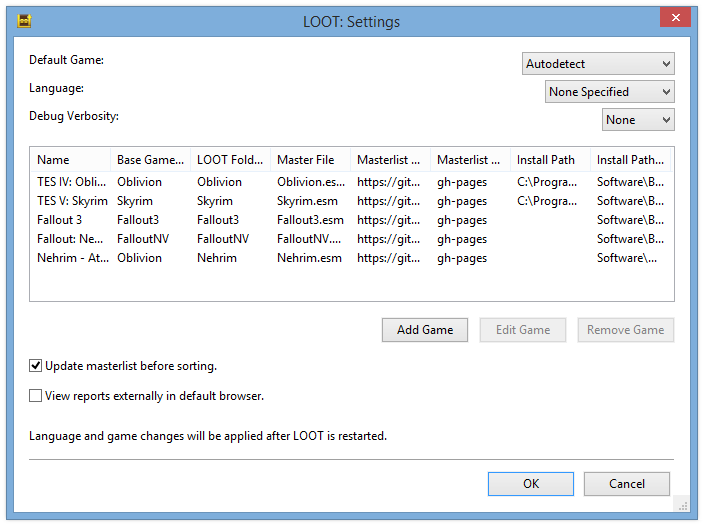 LOOT: Settings
Default Game: Autodetect
Language: None Specified
Debug Verbosity: None
Name Base Game... LOOT Fold... Master File Masterlist ... Masterlist ... Install Path Install Path...
TES IV: Obli... Oblivion Oblivion Oblivion.es... https://git... gh-pages C:\Progra... Software\B...
TES V: Skyrim Skyrim Skyrim Skyrim.esm https://git... gh-pages C:\Progra... Software\B...
Fallout 3 Fallout3 Fallout3 Fallout3.esm https://git... gh-pages Software\B...
Fallout: Ne... FalloutNV FalloutNV FalloutNV.... https://git... gh-pages Software\B...
Nehrim - At... Oblivion Nehrim Nehrim.esm https://git... gh-pages Software\...
Add Game Edit Game Remove Game
Update masterlist before sorting.
View reports externally in default browser.
Language and game changes will be applied after LOOT is restarted.
OK Cancel